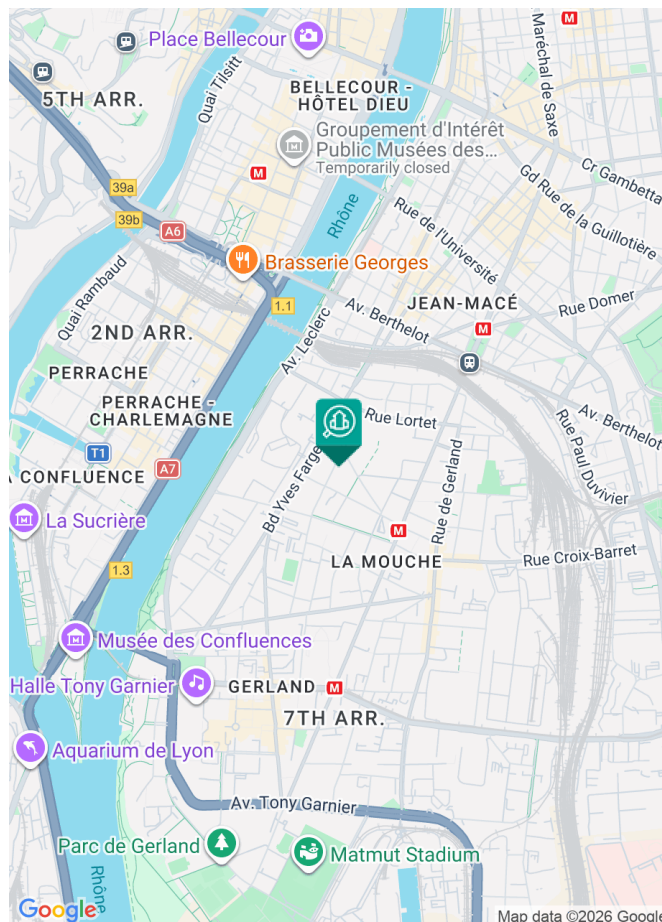 M
Place Bellecour
Maréchal de Saxe
Quai Tilsitt
BELLECOUR -
HÔTEL DIEU
5TH ARR.
Groupement d'Intérêt
Public Musées des...
Temporarily closed
M
Cr Gambetta
Gd Rue de la Guillotière
39a
39b
A6
Rhône
Rue de l'Université
Brasserie Georges
Quai Rambaud
1.1
JEAN-MACÉ
Rue Domer
Av. Berthelot
M
2ND ARR.
Av. Leclerc
PERRACHE
PERRACHE -
CHARLEMAGNE
Rue Lortet
Av. Berthelot
Rue Paul Duvivier
T1
A7
CONFLUENCE
Bd Yves Farge
Rue de Gerland
La Sucrière
M
LA MOUCHE
Rue Croix-Barret
1.3
Musée des Confluences
Halle Tony Garnier
GERLAND
M
7TH ARR.
Aquarium de Lyon
Av. Tony Garnier
Parc de Gerland
Matmut Stadium
Rhône
Google
Map data ©2026 Google